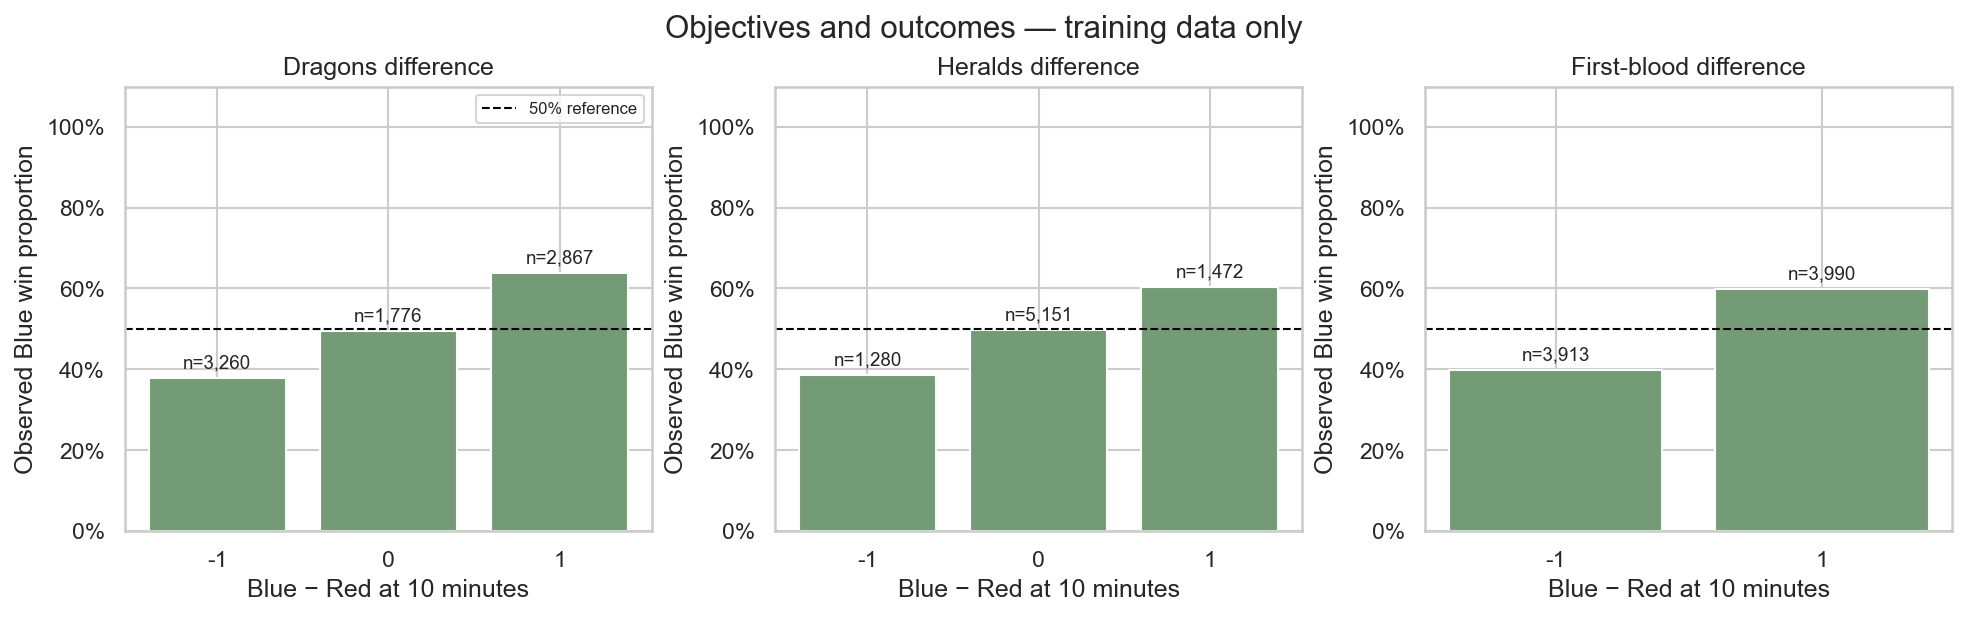 Objectives and outcomes — training data only
Dragons difference
Observed Blue win proportion
100%
80%
60%
40%
20%
0%
50% reference
n=3,260
n=1,776
n=2,867
-1
0
1
Blue − Red at 10 minutes
Heralds difference
Observed Blue win proportion
100%
80%
60%
40%
20%
0%
n=1,280
n=5,151
n=1,472
-1
0
1
Blue − Red at 10 minutes
First-blood difference
Observed Blue win proportion
100%
80%
60%
40%
20%
0%
n=3,913
n=3,990
-1
1
Blue − Red at 10 minutes